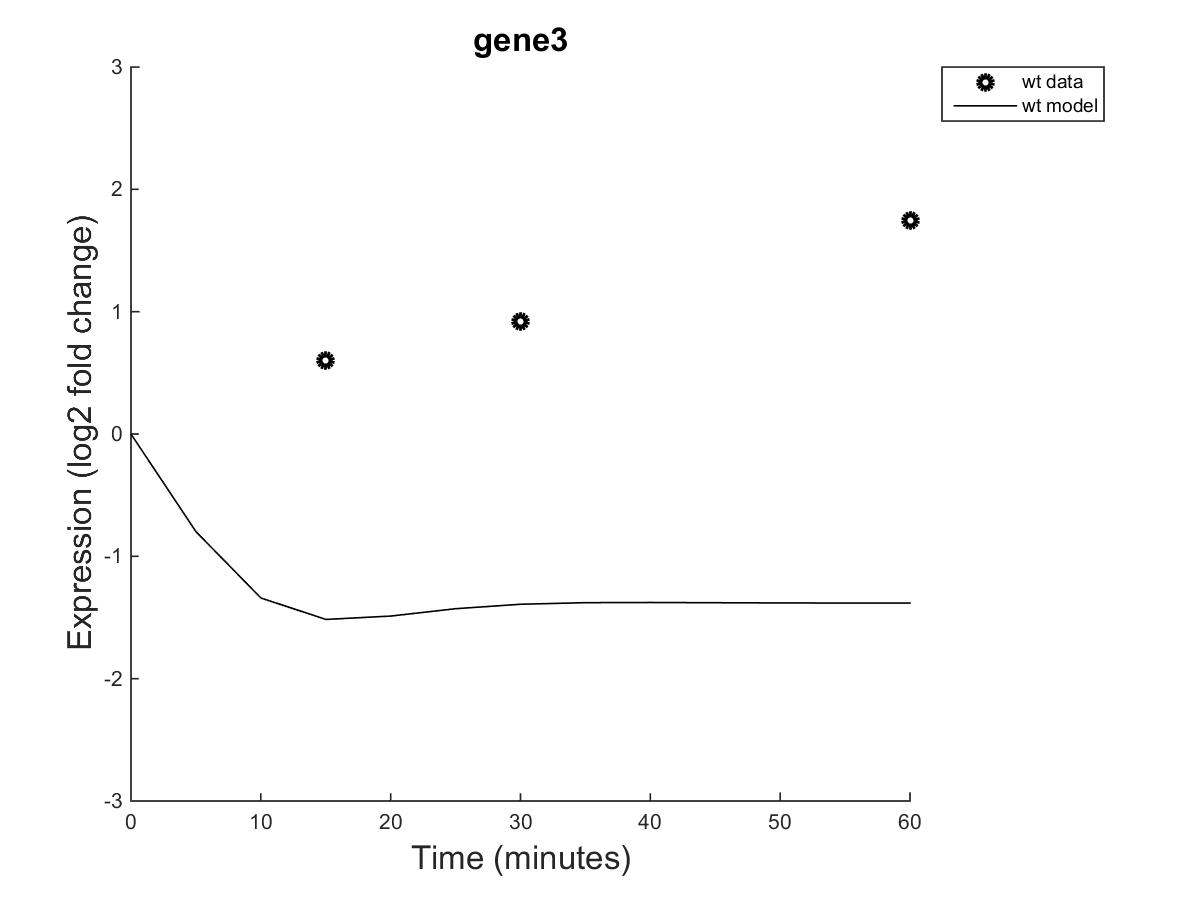 gene3
wt data
wt model
Expression (log2 fold change)
3
2
1
0
-1
-2
-3
0 10 20 30 40 50 60
Time (minutes)